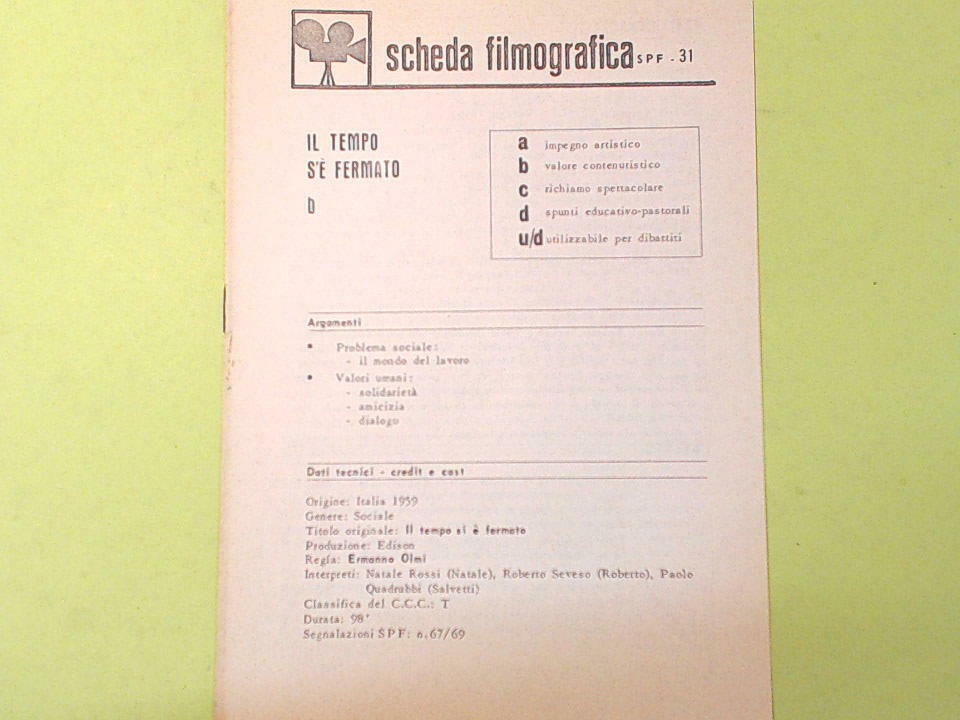 scheda filmografica SPF - 31
IL TEMPO
S'È FERMATO
D
a impegno artistico
b valore contenutistico
c richiamo spettacolare
d spunti educativo-pastorali
u/d utilizzabile per dibattiti
Argomenti
• Problema sociale:
- il mondo del lavoro
• Valori umani:
- solidarietà
- amicizia
- dialogo
Dati tecnici - credit e cast
Origine: Italia 1959
Genere: Sociale
Titolo originale: Il tempo si è fermato
Produzione: Edison
Regia: Ermanno Olmi
Interpreti: Natale Rossi (Natale), Roberto Seveso (Roberto), Paolo
Quadrubbi (Salvetti)
Classifica del C.C.C.: T
Durata: 98'
Segnalazioni SPF: n.67/69